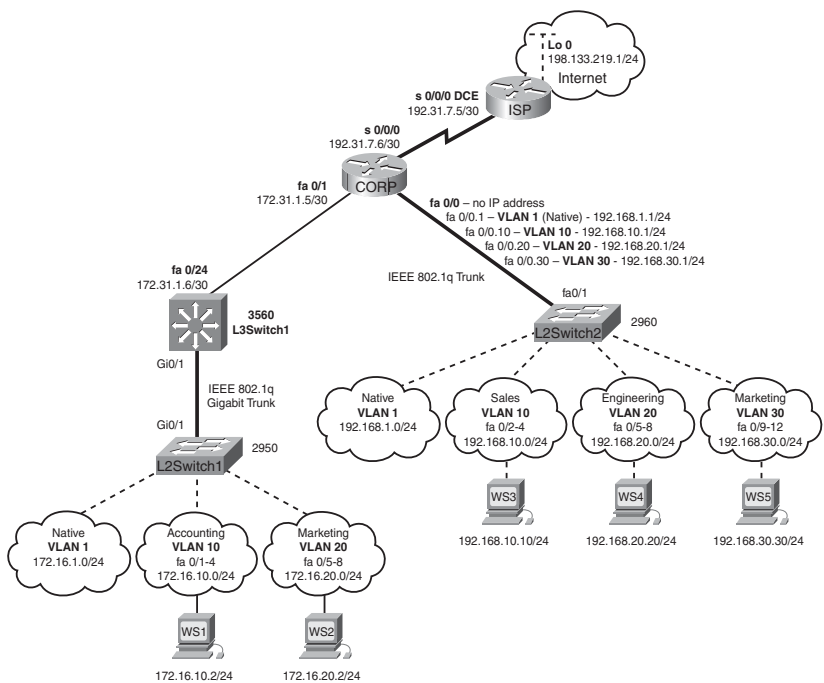 Lo 0
198.133.219.1/24
Internet
s 0/0/0 DCE
192.31.7.5/30
ISP
s 0/0/0
192.31.7.6/30
CORP
fa 0/1
172.31.1.5/30
fa 0/0 – no IP address
fa 0/0.1 – VLAN 1 (Native) - 192.168.1.1/24
fa 0/0.10 – VLAN 10 - 192.168.10.1/24
fa 0/0.20 – VLAN 20 - 192.168.20.1/24
fa 0/0.30 – VLAN 30 - 192.168.30.1/24
IEEE 802.1q Trunk
fa 0/24
172.31.1.6/30
3560
L3Switch1
Gi0/1
IEEE 802.1q
Gigabit Trunk
Gi0/1
2950
L2Switch1
fa0/1
2960
L2Switch2
Native
VLAN 1
192.168.1.0/24
Sales
VLAN 10
fa 0/2-4
192.168.10.0/24
Engineering
VLAN 20
fa 0/5-8
192.168.20.0/24
Marketing
VLAN 30
fa 0/9-12
192.168.30.0/24
WS3
192.168.10.10/24
WS4
192.168.20.20/24
WS5
192.168.30.30/24
Native
VLAN 1
172.16.1.0/24
Accounting
VLAN 10
fa 0/1-4
172.16.10.0/24
Marketing
VLAN 20
fa 0/5-8
172.16.20.0/24
WS1
172.16.10.2/24
WS2
172.16.20.2/24